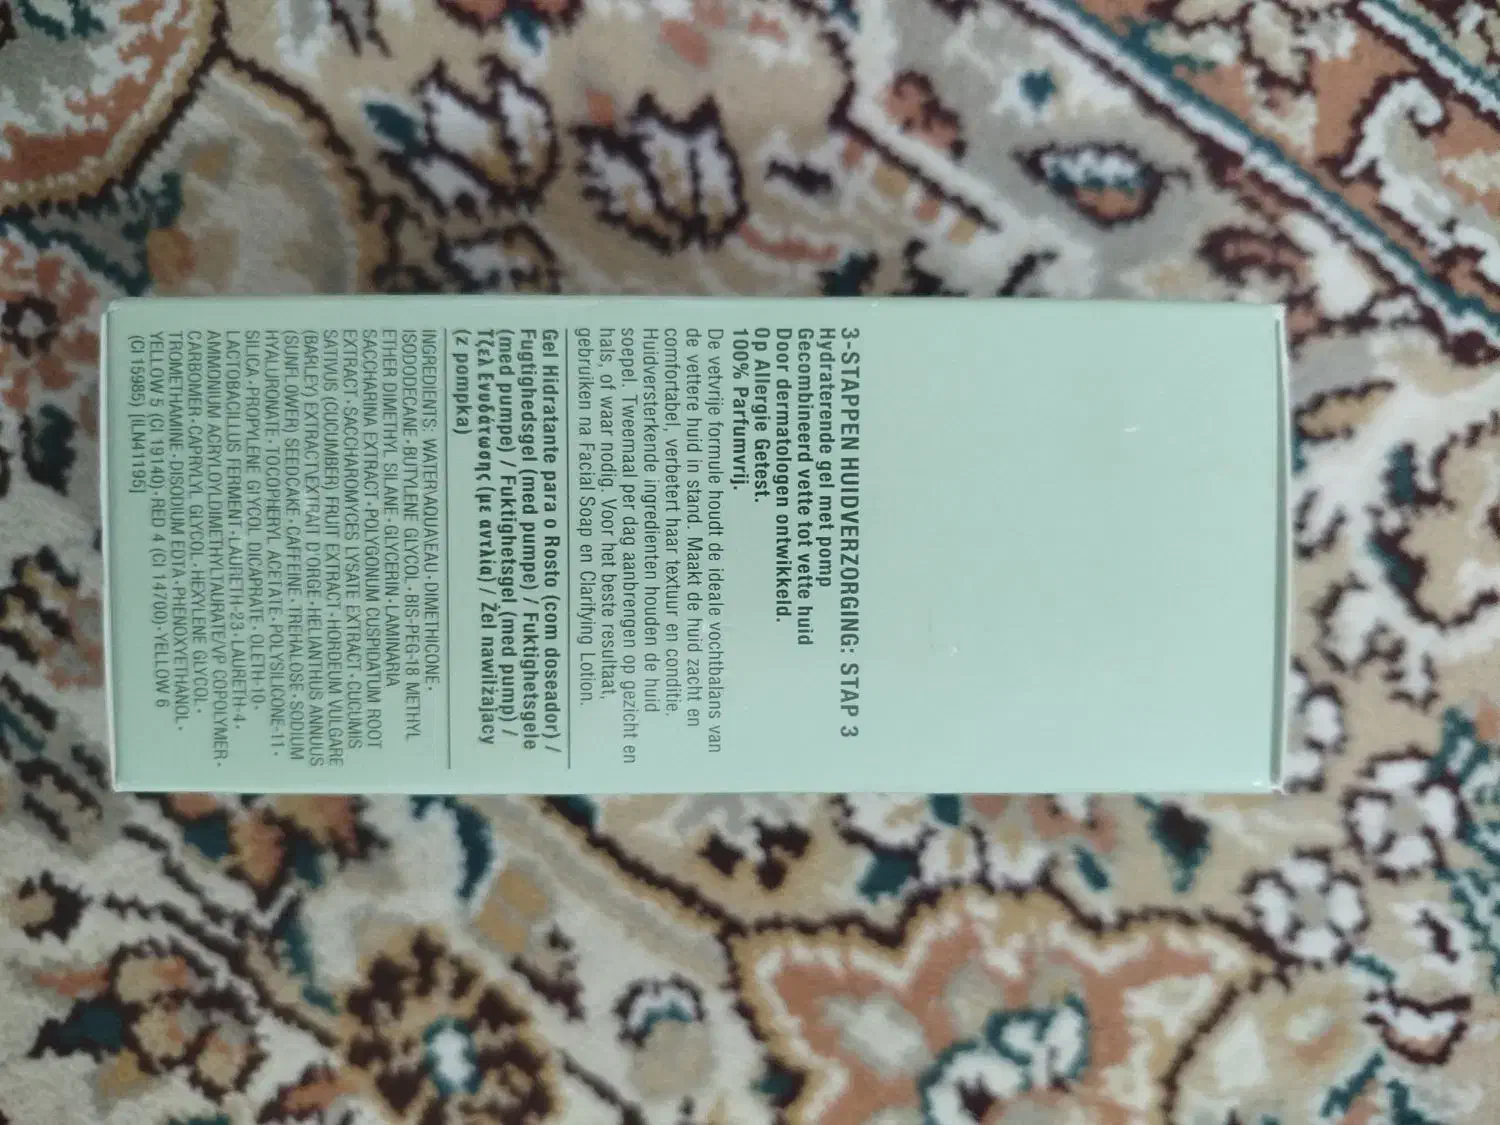 3-STAPPEN HUIDVERZORGING: STAP 3
Hydraterende gel met pomp
Gecombineerd vette tot vette huid
Door dermatologen ontwikkeld.
Op Allergie Getest.
100% Parfumvrij.
De vetvrije formule houdt de ideale vochtbalans van
de vettere huid in stand. Maakt de huid zacht en
comfortabel, verbetert haar textuur en conditie.
Huidversterkende ingredienten houden de huid
soepel. Tweemaal per dag aanbrengen op gezicht en
hals, of waar nodig. Voor het beste resultaat,
gebruiken na Facial Soap en Clarifying Lotion.
Gel Hidratante para o Rosto (com doseador) /
Fugtighedsgel (med pumpe) / Fuktighetsgele
(med pumpe) / Fuktighetsgel (med pump) /
Τζελ Ενυδάτωσης (με αντλία) / Żel nawilżający
(z pompka)
INGREDIENTS: WATER\AQUA\EAU • DIMETHICONE •
ISODODECANE • BUTYLENE GLYCOL • BIS-PEG-18 METHYL
ETHER DIMETHYL SILANE • GLYCERIN • LAMINARIA
SACCHARINA EXTRACT • POLYGONUM CUSPIDATUM ROOT
EXTRACT • SACCHAROMYCES LYSATE EXTRACT • CUCUMIS
SATIVUS (CUCUMBER) FRUIT EXTRACT • HORDEUM VULGARE
(BARLEY) EXTRACT\EXTRAIT D'ORGE • HELIANTHUS ANNUUS
(SUNFLOWER) SEEDCAKE • CAFFEINE • TREHALOSE • SODIUM
HYALURONATE • TOCOPHERYL ACETATE • POLYSILICONE-11 •
SILICA • PROPYLENE GLYCOL DICAPRATE • OLETH-10 •
LACTOBACILLUS FERMENT • LAURETH-23 • LAURETH-4 •
AMMONIUM ACRYLOYLDIMETHYLTAURATE/VP COPOLYMER •
CARBOMER • CAPRYLYL GLYCOL • HEXYLENE GLYCOL •
TROMETHAMINE • DISODIUM EDTA • PHENOXYETHANOL •
YELLOW 5 (CI 19140) • RED 4 (CI 14700) • YELLOW 6
(CI 15985) [ILN41195]